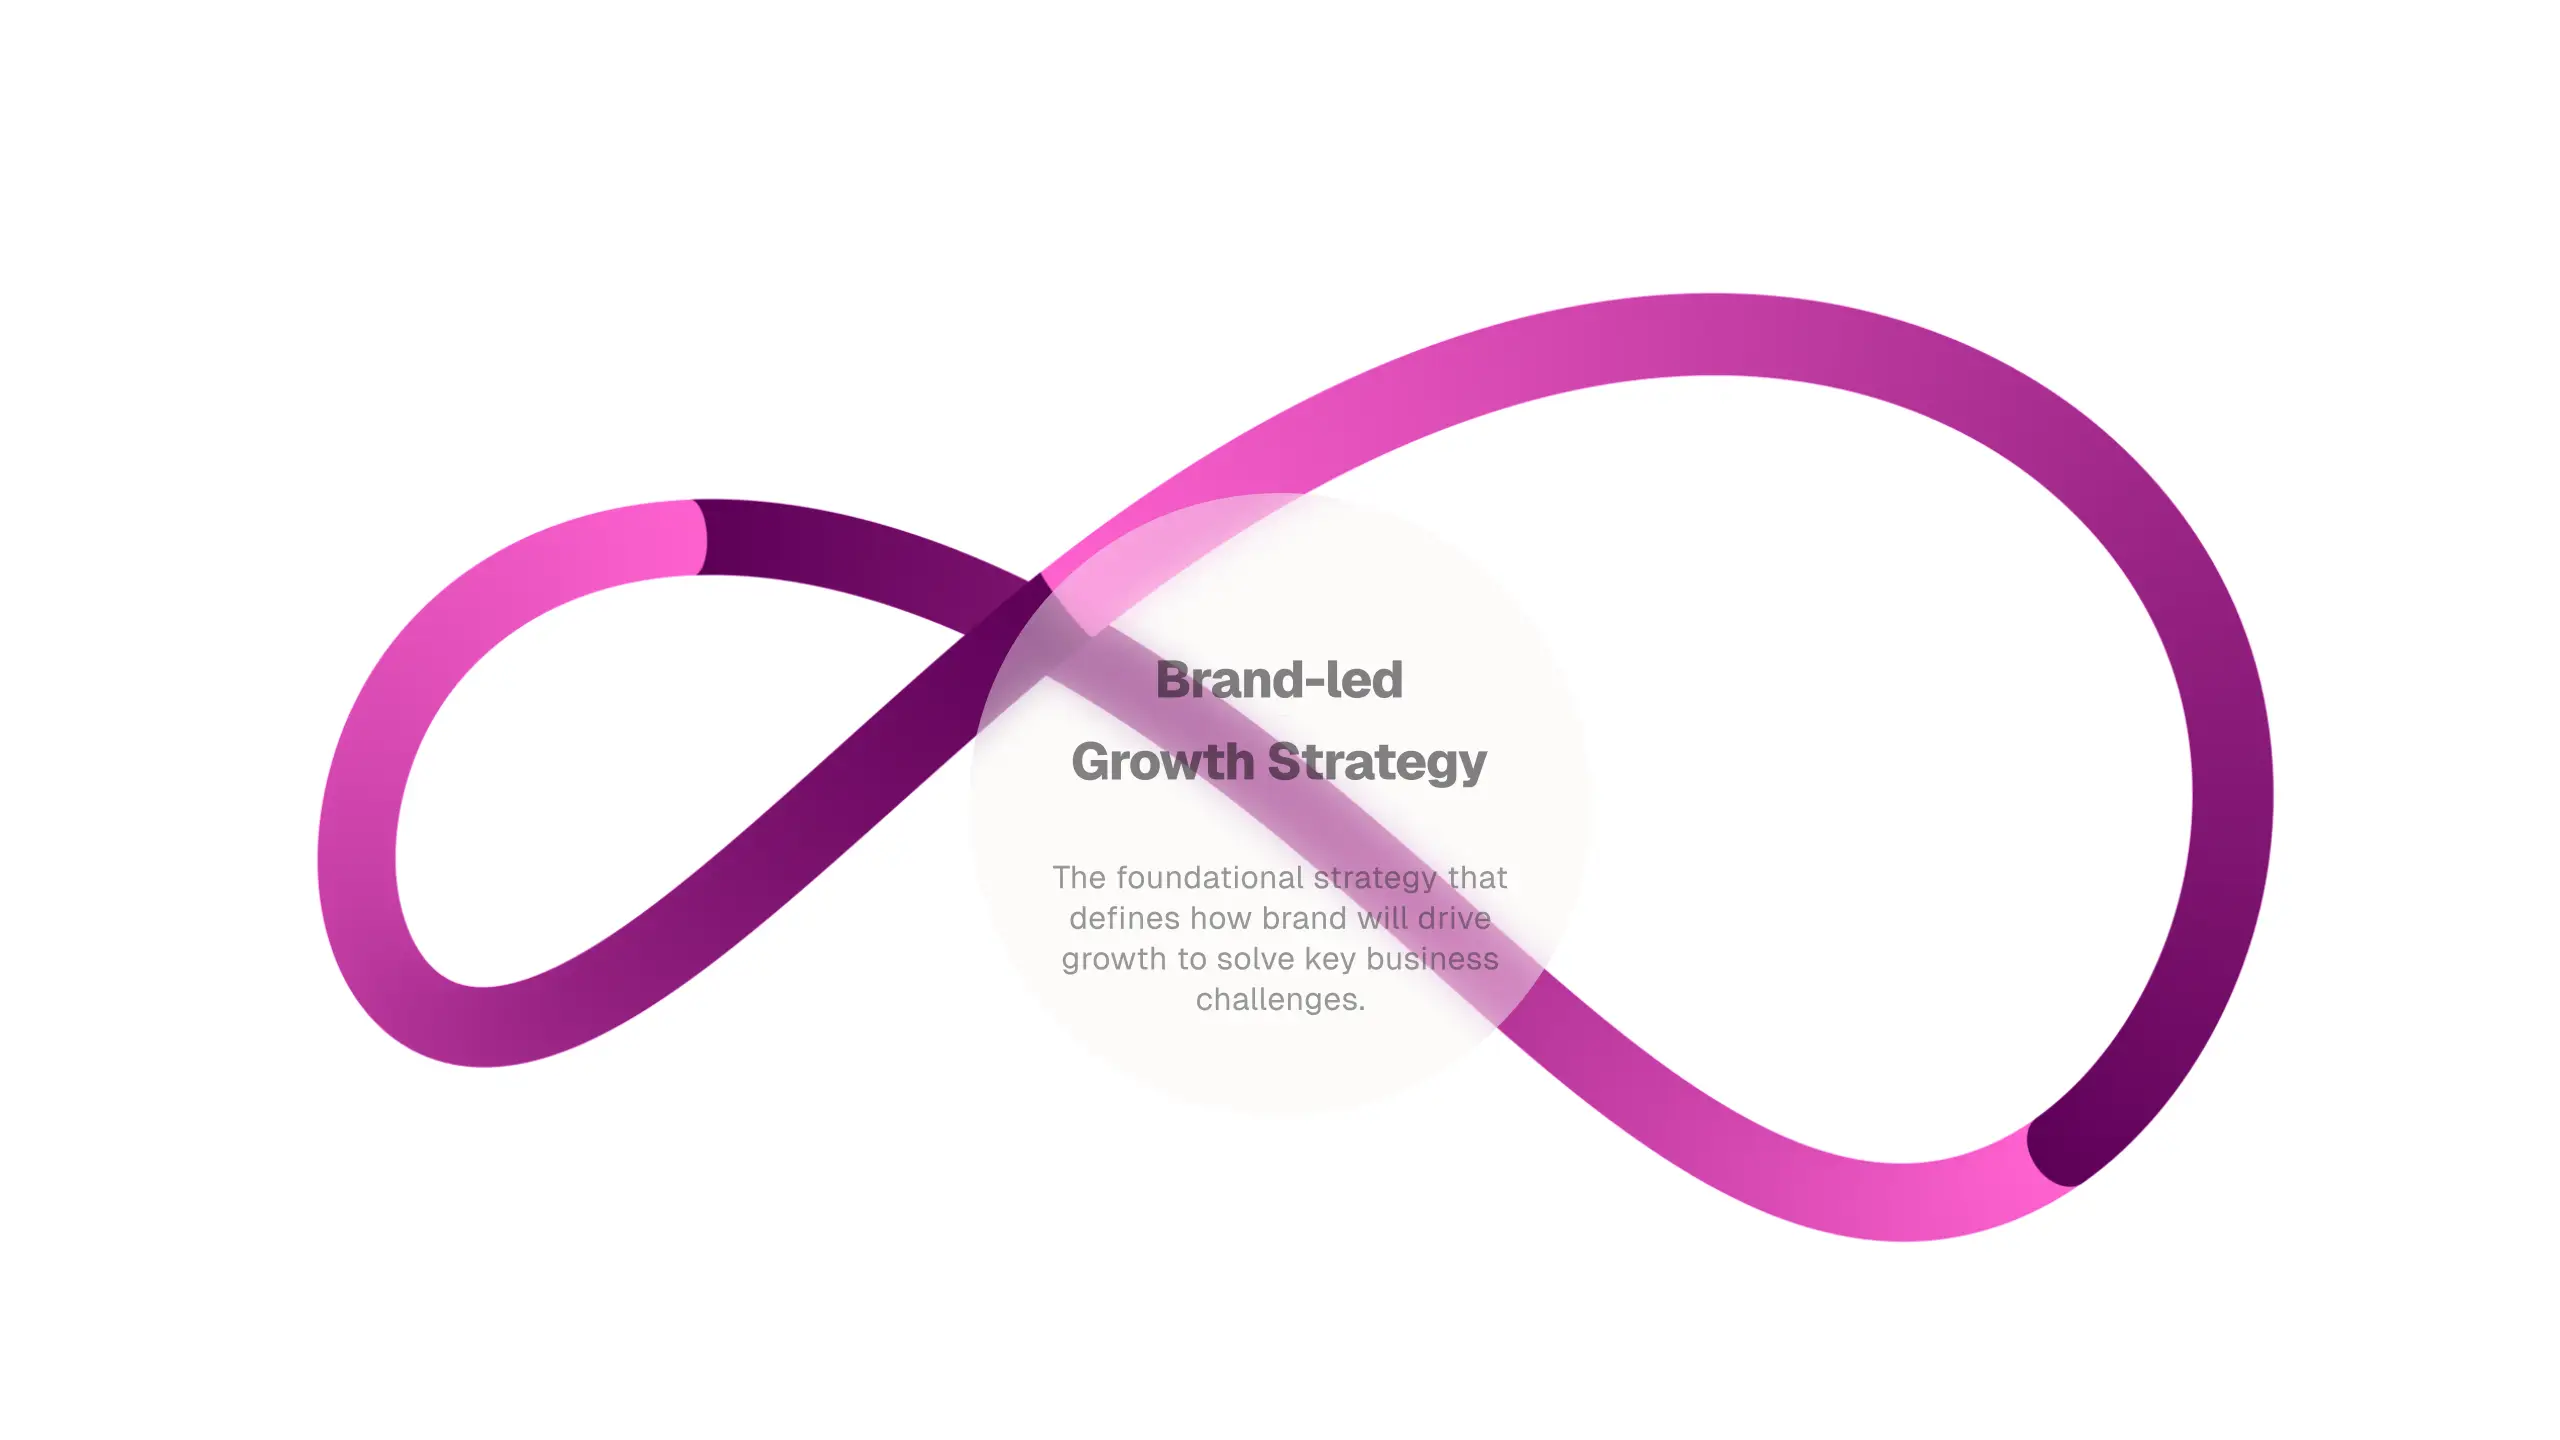 Brand-led
Growth Strategy
The foundational strategy that
defines how brand will drive
growth to solve key business
challenges.